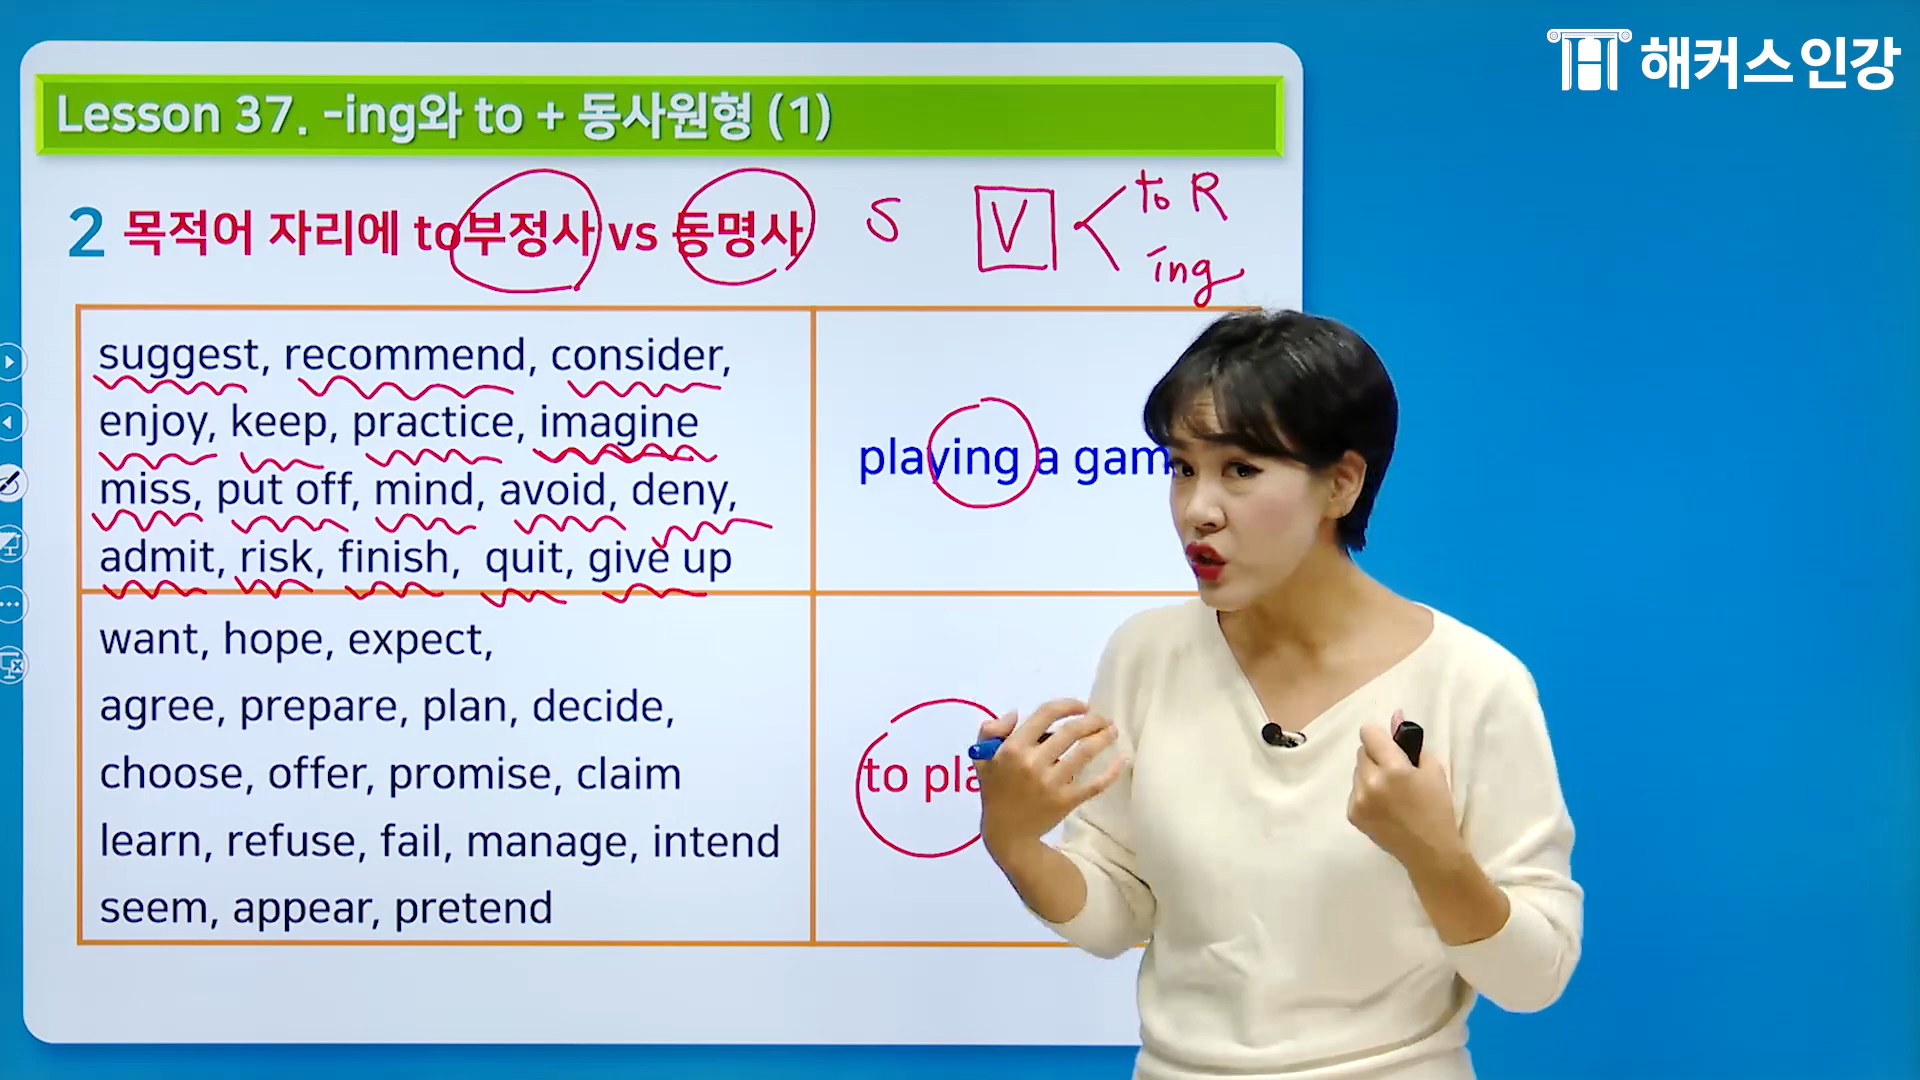 해커스인강
Lesson 37. -ing와 to + 동사원형 (1)
2 목적어 자리에 to부정사 vs 동명사
S V to R
ing
suggest, recommend, consider,
enjoy, keep, practice, imagine
miss, put off, mind, avoid, deny,
admit, risk, finish, quit, give up
playing a gam
want, hope, expect,
agree, prepare, plan, decide,
choose, offer, promise, claim
learn, refuse, fail, manage, intend
seem, appear, pretend
to pla